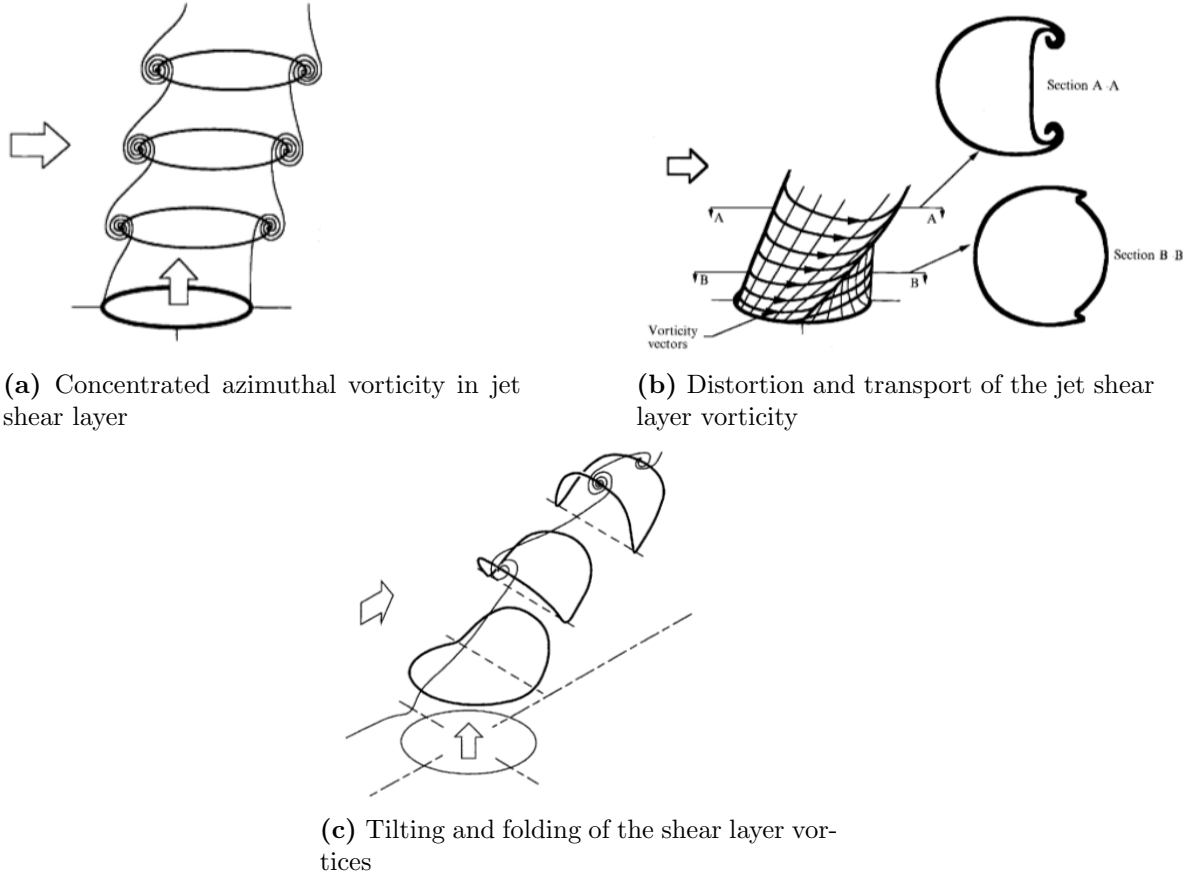 Section A-A
A
A
B
B
Section B-B
Vorticity
vectors
(a) Concentrated azimuthal vorticity in jet
shear layer
(b) Distortion and transport of the jet shear
layer vorticity
(c) Tilting and folding of the shear layer vor-
tices